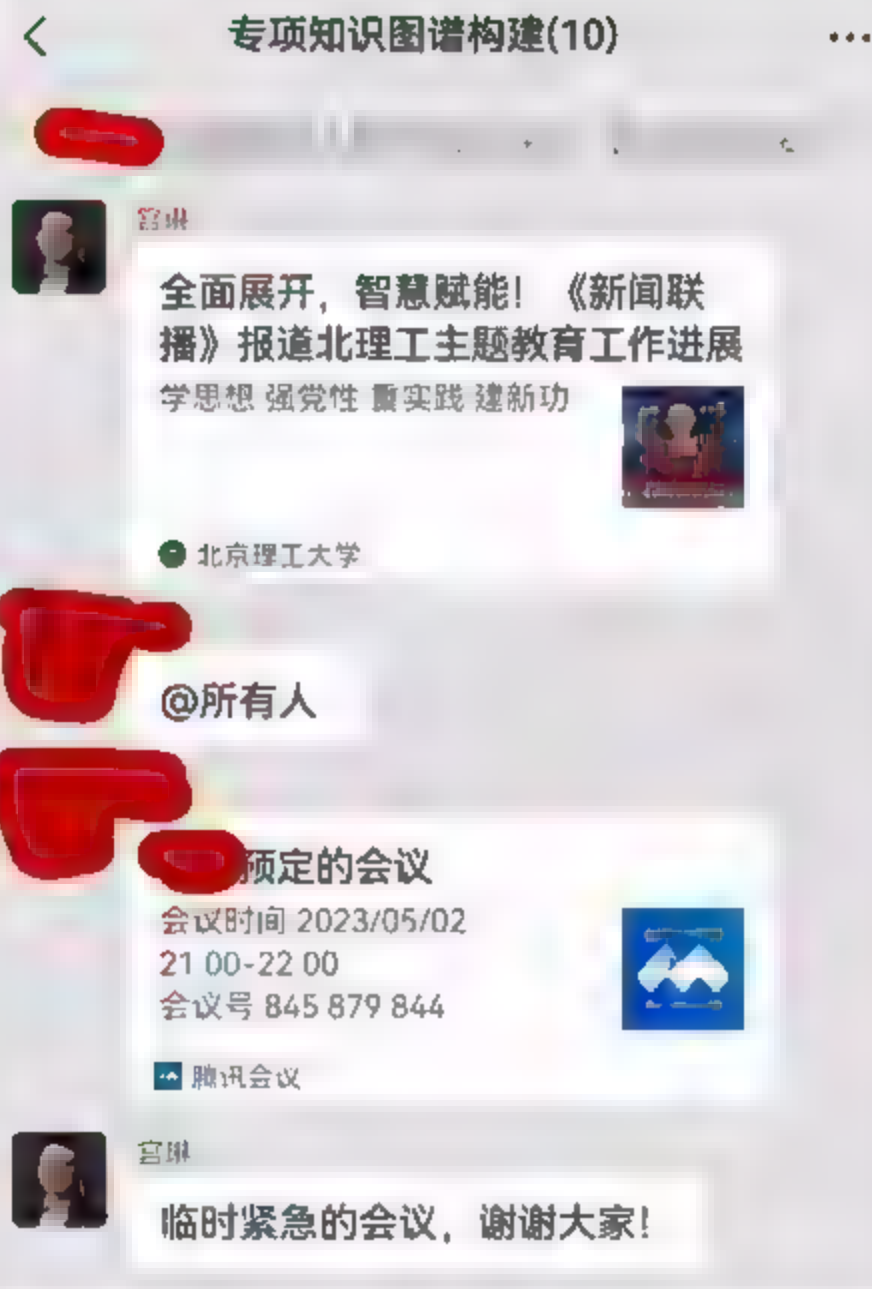 专项知识图谱构建(10)
宫琳
全面展开，智慧赋能！《新闻联
播》报道北理工主题教育工作进展
学思想 强党性 重实践 建新功
北京理工大学
@所有人
预定的会议
会议时间 2023/05/02
21 00-22 00
会议号 845 879 844
腾讯会议
宫琳
临时紧急的会议，谢谢大家！